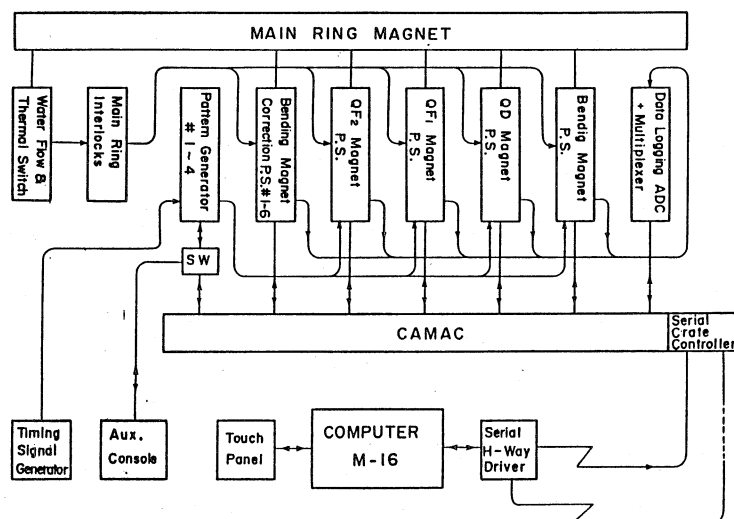 MAIN RING MAGNET
Water Flow &
Thermal Switch
Main Ring
Interlocks
Pattern Generator
# 1~4
Bending Magnet
Correction P.S.#1-6
QF2 Magnet
P.S.
QF1 Magnet
P.S.
QD Magnet
P.S.
Bendig Magnet
P.S.
Data Logging ADC
+ Multiplexer
SW
CAMAC
Serial
Crate
Controller
Timing
Signal
Generator
Aux.
Console
Touch
Panel
COMPUTER
M-16
Serial
H-Way
Driver